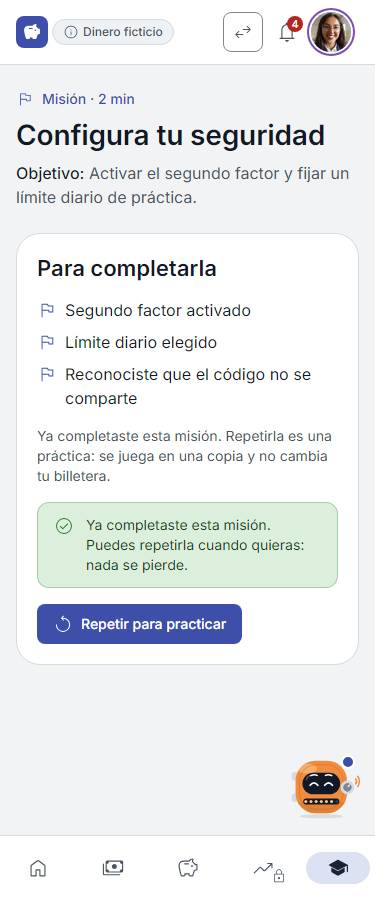 Dinero ficticio
4
Misión · 2 min
Configura tu seguridad
Objetivo: Activar el segundo factor y fijar un
límite diario de práctica.
Para completarla
Segundo factor activado
Límite diario elegido
Reconociste que el código no se
comparte
Ya completaste esta misión. Repetirla es una
práctica: se juega en una copia y no cambia
tu billetera.
Ya completaste esta misión.
Puedes repetirla cuando quieras:
nada se pierde.
Repetir para practicar